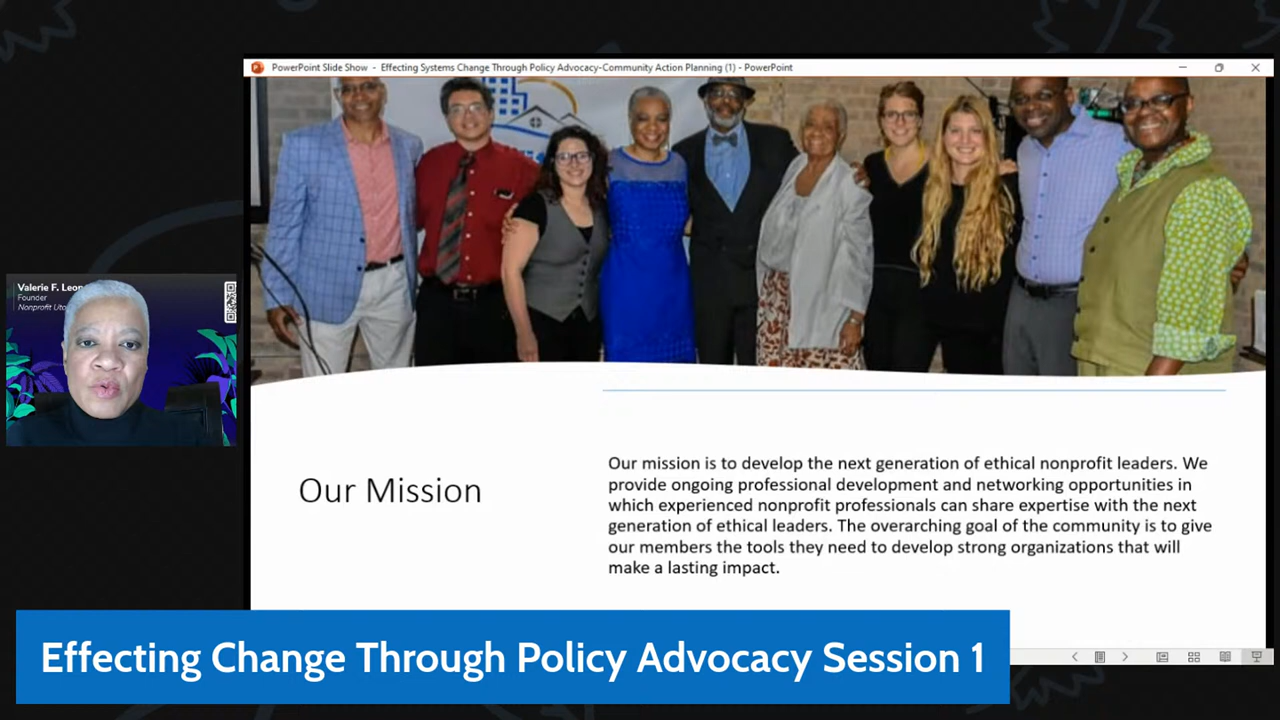 PowerPoint Slide Show - Effecting Systems Change Through Policy Advocacy-Community Action Planning (1) - PowerPoint
Valerie F.
Founder
Nonprofit
Our Mission
Our mission is to develop the next generation of ethical nonprofit leaders. We
provide ongoing professional development and networking opportunities in
which experienced nonprofit professionals can share expertise with the next
generation of ethical leaders. The overarching goal of the community is to give
our members the tools they need to develop strong organizations that will
make a lasting impact.
Effecting Change Through Policy Advocacy Session 1